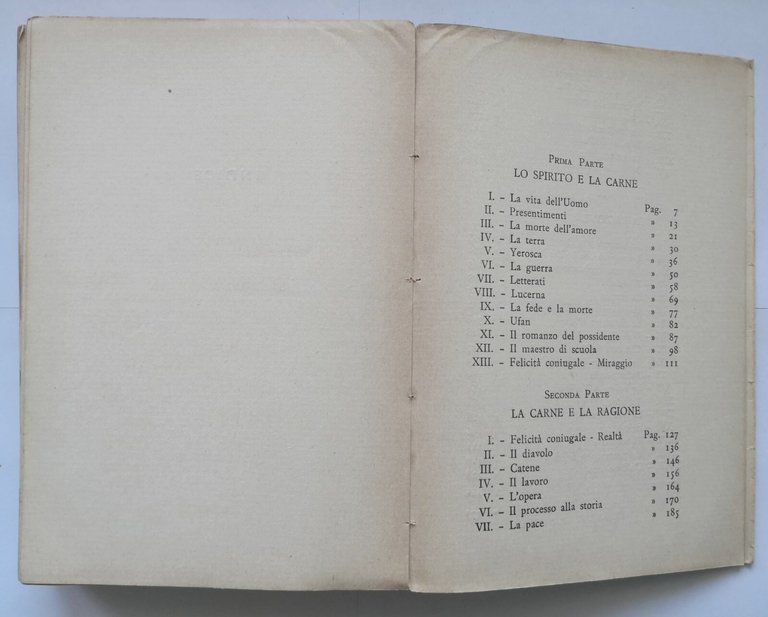 PRIMA PARTE
LO SPIRITO E LA CARNE
I. - La vita dell'Uomo Pag. 7
II. - Presentimenti » 13
III. - La morte dell'amore » 21
IV. - La terra » 30
V. - Yerosca » 36
VI. - La guerra » 50
VII. - Letterati » 58
VIII. - Lucerna » 69
IX. - La fede e la morte » 77
X. - Ufan » 82
XI. - Il romanzo del possidente » 87
XII. - Il maestro di scuola » 98
XIII. - Felicità coniugale - Miraggio » 111
SECONDA PARTE
LA CARNE E LA RAGIONE
I. - Felicità coniugale - Realtà Pag. 127
II. - Il diavolo » 136
III. - Catene » 146
IV. - Il lavoro » 156
V. - L'opera » 164
VI. - Il processo alla storia » 170
VII. - La pace » 185